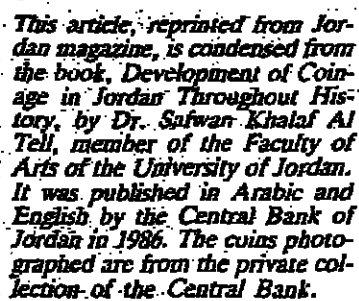 This article, reprinted from Jor-
dan magazine, is condensed from
the book, Development of Coin-
age in Jordan Throughout His-
tory, by Dr. Safwan Khalaf Al
Tell, member of the Faculty of
Arts of the University of Jordan.
It was published in Arabic and
English by the Central Bank of
Jordan in 1986. The coins photo-
graphed are from the private col-
lection of the Central Bank.